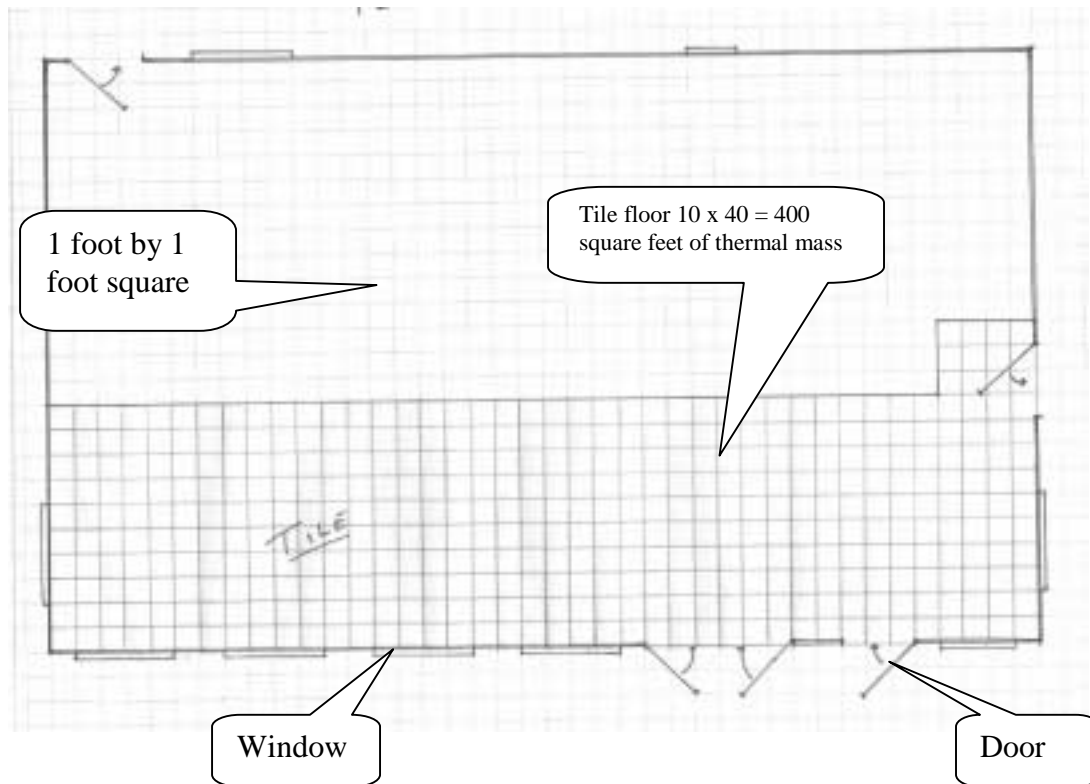 1 foot by 1
foot square
Tile floor 10 x 40 = 400
square feet of thermal mass
TILE
Window
Door